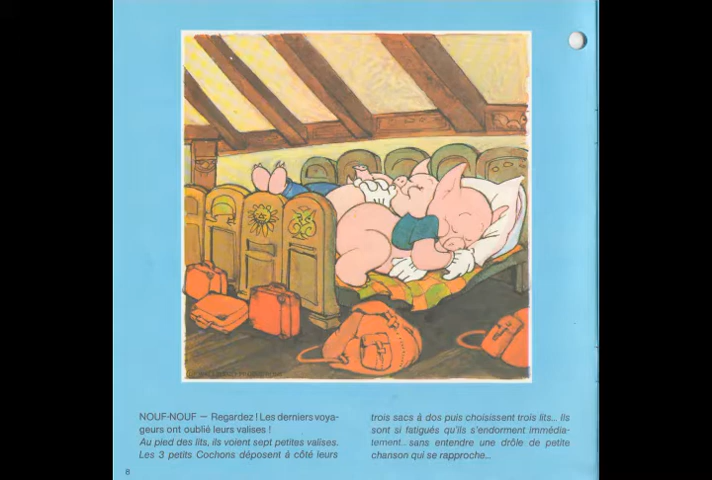 NOUF-NOUF — Regardez ! Les derniers voya-
geurs ont oublié leurs valises !
Au pied des lits, ils voient sept petites valises.
Les 3 petits Cochons déposent à côté leurs
trois sacs à dos puis choisissent trois lits... Ils
sont si fatigués qu'ils s'endorment immédia-
tement... sans entendre une drôle de petite
chanson qui se rapproche...
8